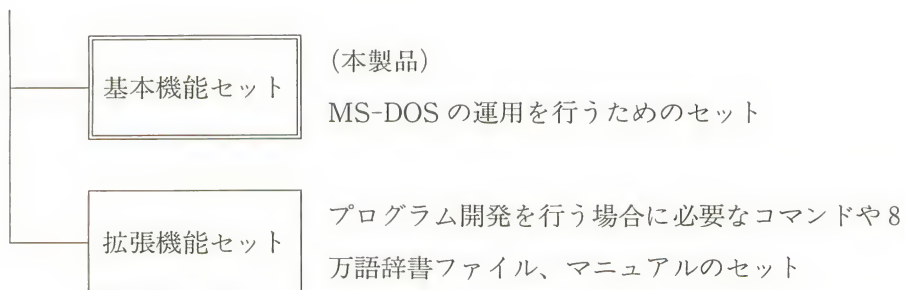 基本機能セット
(本製品)
MS-DOS の運用を行うためのセット
拡張機能セット
プログラム開発を行う場合に必要なコマンドや8
万語辞書ファイル、マニュアルのセット